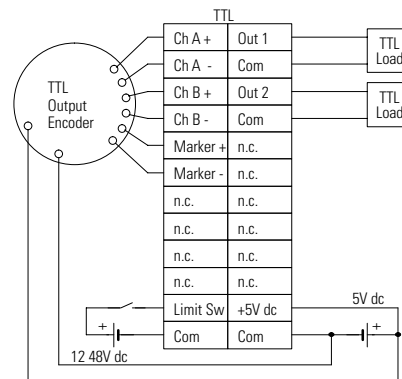 TTL
Ch A + Out 1
Ch A - Com
Ch B + Out 2
Ch B - Com
Marker + n.c.
Marker - n.c.
n.c. n.c.
n.c. n.c.
n.c. n.c.
n.c. n.c.
Limit Sw +5V dc
Com Com
TTL
Output
Encoder
TTL
Load
TTL
Load
5V dc
+
+
12 48V dc